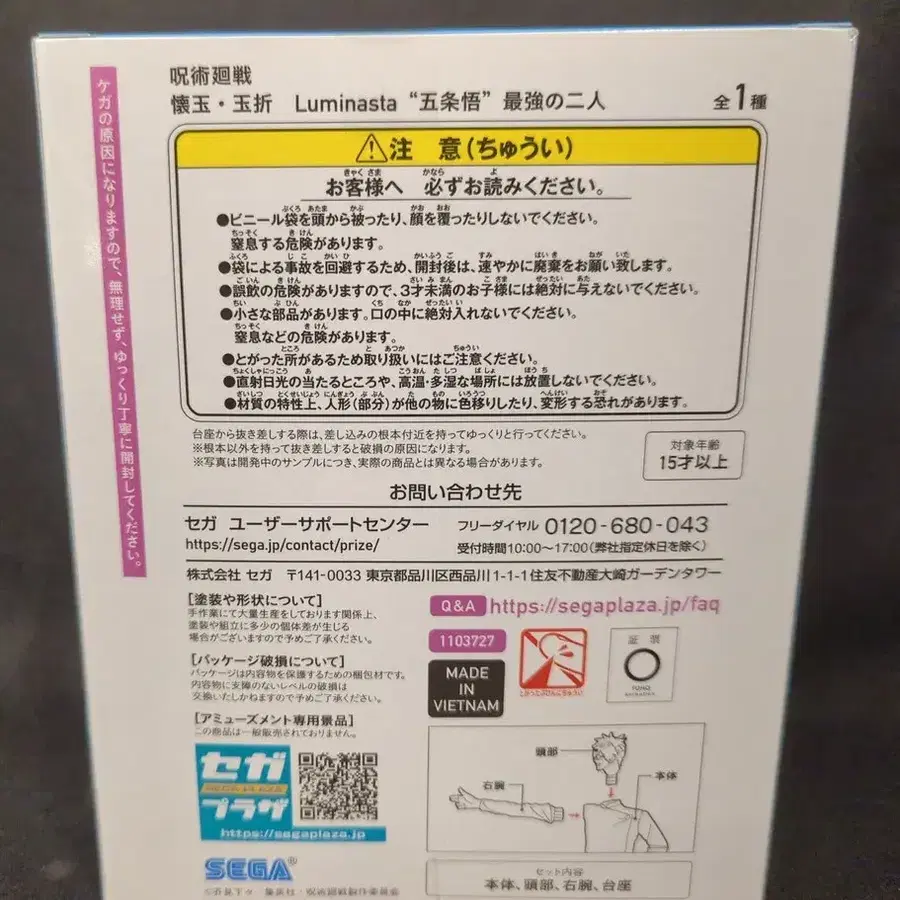 呪術廻戦
懐玉・玉折 Luminasta “五条悟” 最強の二人 全1種
ケガの原因になりますので、無理せず、ゆっくり丁寧に開封してください。
注 意(ちゅうい)
お客様へ 必ずお読みください。
●ビニール袋を頭から被ったり、顔を覆ったりしないでください。
窒息する危険があります。
●袋による事故を回避するため、開封後は、速やかに廃棄をお願い致します。
●誤飲の危険がありますので、3才未満のお子様には絶対に与えないでください。
●小さな部品があります。口の中に絶対入れないでください。
窒息などの危険があります。
●とがった所があるため取り扱いにはご注意ください。
●直射日光の当たるところや、高温・多湿な場所には放置しないでください。
●材質の特性上、人形(部分)が他の物に色移りしたり、変形する恐れがあります。
台座から抜き差しする際は、差し込みの根本付近を持ってゆっくりと行ってください。
※根本以外を持って抜き差しすると破損の原因になります。
※写真は開発中のサンプルにつき、実際の商品とは異なる場合があります。
対象年齢
15才以上
お問い合わせ先
セガ ユーザーサポートセンター フリーダイヤル 0120-680-043
https://sega.jp/contact/prize/ 受付時間10:00〜17:00(弊社指定休日を除く)
株式会社 セガ 〒141-0033 東京都品川区西品川1-1-1住友不動産大崎ガーデンタワー
[塗装や形状について]
手作業にて大量生産をしております関係上、
塗装や組立に多少の個体差が生じる
場合がございますので予めご了承ください。
[パッケージ破損について]
パッケージは内容物を保護するための梱包材です。
内容物に支障のないレベルの破損は
交換いたしかねますので予めご了承ください。
[アミューズメント専用景品]
この商品は一般販売されておりません。
Q&A https://segaplaza.jp/faq
1103727
MADE
IN
VIETNAM
とがったぶひんにちゅうい
証 紙
頭部
右腕
本体
セガ
SEGA PLAZA
プラザ
https://segaplaza.jp
SEGA®
セット内容
本体、頭部、右腕、台座